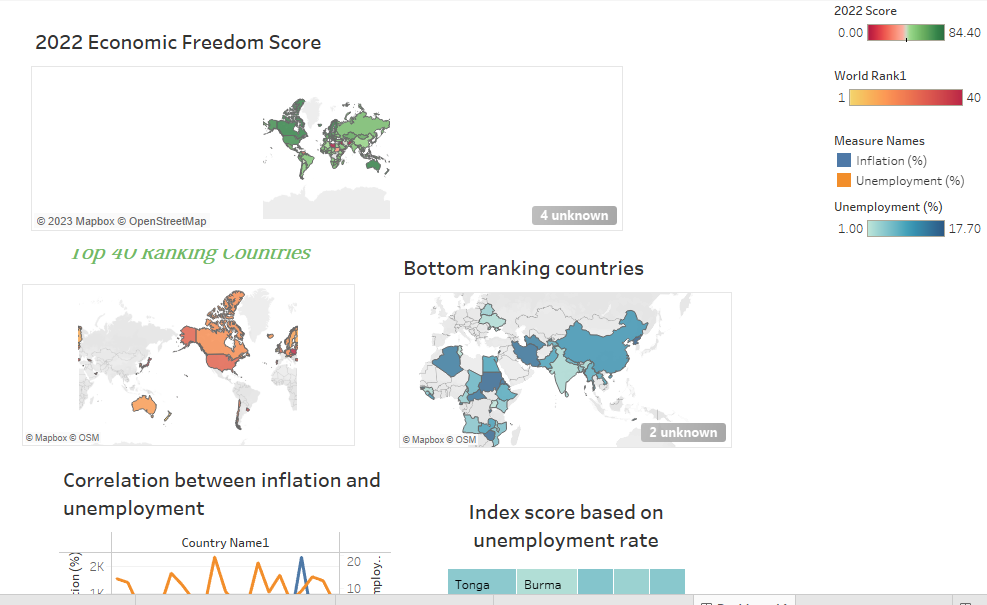 2022 Economic Freedom Score
© 2023 Mapbox © OpenStreetMap
4 unknown
Top 40 Ranking Countries
© Mapbox © OSM
Bottom ranking countries
© Mapbox © OSM
2 unknown
Correlation between inflation and
unemployment
Country Name1
2K
1K
20
10
Index score based on
unemployment rate
Tonga
Burma
2022 Score
0.00 84.40
World Rank1
1 40
Measure Names
Inflation (%)
Unemployment (%)
Unemployment (%)
1.00 17.70